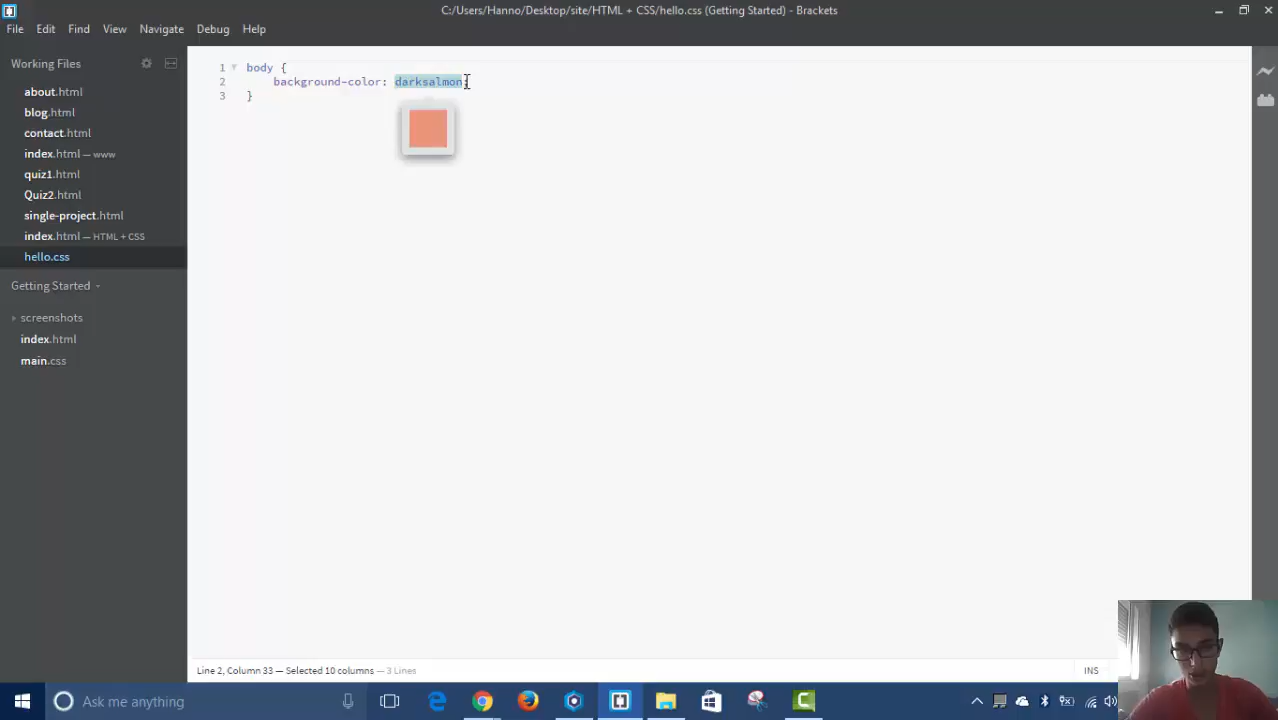 C:/Users/Hanno/Desktop/site/HTML + CSS/hello.css (Getting Started) - Brackets
File Edit Find View Navigate Debug Help
Working Files
about.html
blog.html
contact.html
index.html — www
quiz1.html
Quiz2.html
single-project.html
index.html — HTML + CSS
hello.css
Getting Started
screenshots
index.html
main.css
1 body {
2 background-color: darksalmon;
3 }
Line 2, Column 33 — Selected 10 columns — 3 Lines
INS
Ask me anything